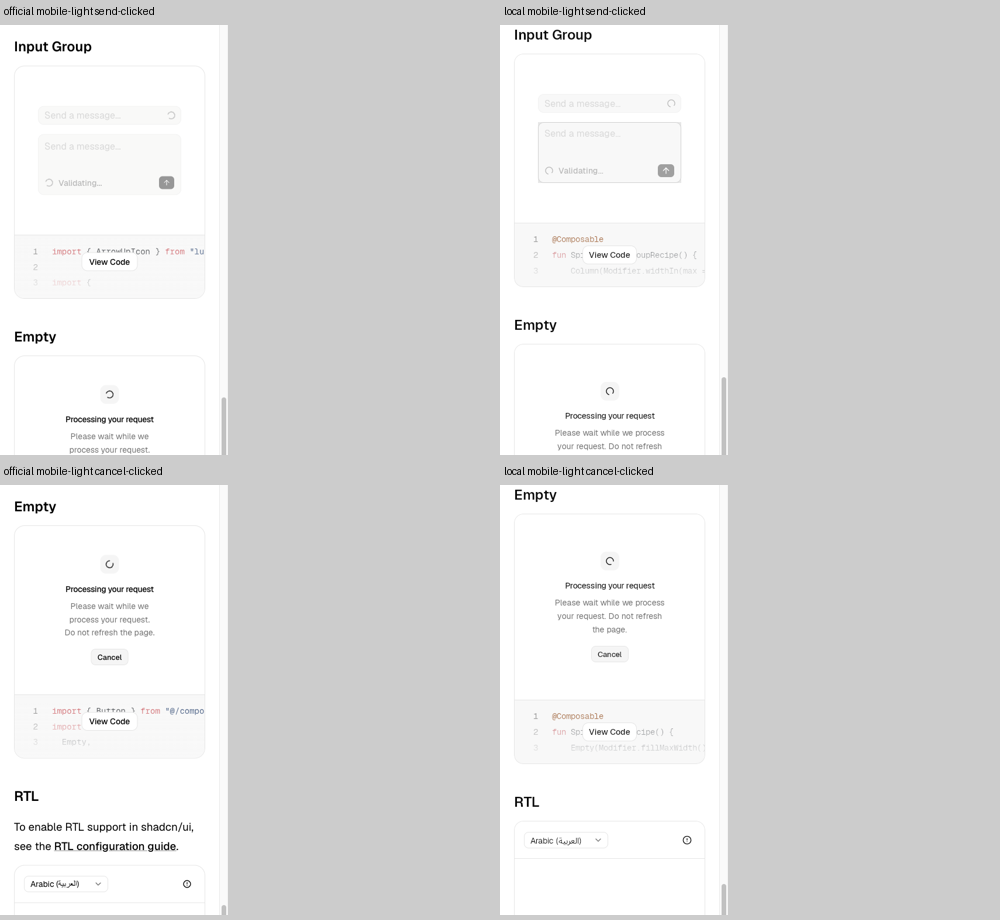 official mobile-light send-clicked
Input Group
Send a message...
Send a message...
Validating...
1 import { ArrowUpIcon } from "lu
2
View Code
3 import {
Empty
Processing your request
Please wait while we
process your request.
local mobile-light send-clicked
Input Group
Send a message...
Send a message...
Validating...
1 @Composable
2 fun Sp oupRecipe() {
View Code
3 Column(Modifier.widthIn(max
Empty
Processing your request
Please wait while we process
your request. Do not refresh
official mobile-light cancel-clicked
Empty
Processing your request
Please wait while we
process your request.
Do not refresh the page.
Cancel
1 import { Button } from "@/compo
2 import
View Code
3 Empty,
RTL
To enable RTL support in shadcn/ui,
see the RTL configuration guide.
Arabic (العربية)
local mobile-light cancel-clicked
Empty
Processing your request
Please wait while we process
your request. Do not refresh
the page.
Cancel
1 @Composable
2 fun Sp cipe() {
View Code
3 Empty(Modifier.fillMaxWidth(
RTL
Arabic (العربية)